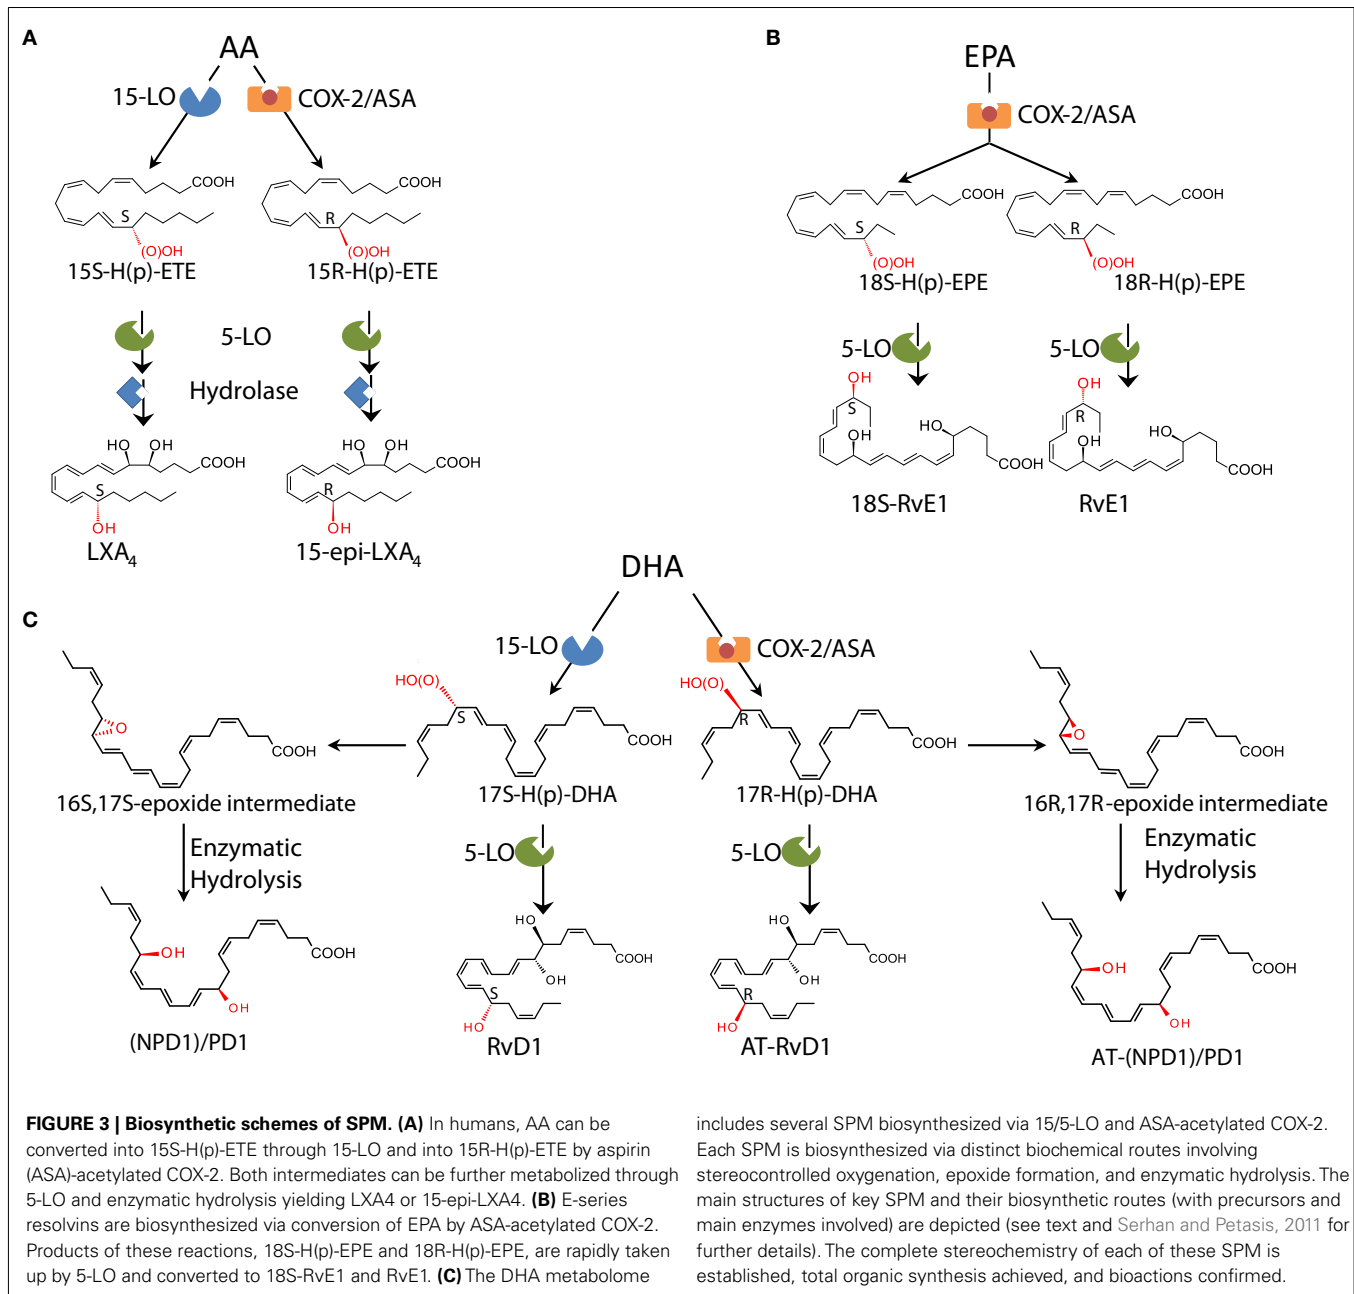 A
AA
15-LO
COX-2/ASA
COOH
COOH
S
R
(O)OH
(O)OH
15S-H(p)-ETE
15R-H(p)-ETE
5-LO
Hydrolase
HO
OH
HO
OH
COOH
COOH
S
R
OH
OH
LXA4
15-epi-LXA4
B
EPA
COX-2/ASA
COOH
COOH
S
R
(O)OH
(O)OH
18S-H(p)-EPE
18R-H(p)-EPE
5-LO
5-LO
OH
OH
S
R
HO
HO
OH
OH
COOH
COOH
18S-RvE1
RvE1
DHA
C
15-LO
COX-2/ASA
HO(O)
HO(O)
S
R
O
O
COOH
COOH
COOH
COOH
16S,17S-epoxide intermediate
17S-H(p)-DHA
17R-H(p)-DHA
16R,17R-epoxide intermediate
Enzymatic
Hydrolysis
5-LO
5-LO
Enzymatic
Hydrolysis
HO
HO
OH
COOH
COOH
COOH
OH
COOH
OH
OH
S
R
OH
HO
HO
OH
(NPD1)/PD1
RvD1
AT-RvD1
AT-(NPD1)/PD1
FIGURE 3 | Biosynthetic schemes of SPM. (A) In humans, AA can be
converted into 15S-H(p)-ETE through 15-LO and into 15R-H(p)-ETE by aspirin
(ASA)-acetylated COX-2. Both intermediates can be further metabolized through
5-LO and enzymatic hydrolysis yielding LXA4 or 15-epi-LXA4. (B) E-series
resolvins are biosynthesized via conversion of EPA by ASA-acetylated COX-2.
Products of these reactions, 18S-H(p)-EPE and 18R-H(p)-EPE, are rapidly taken
up by 5-LO and converted to 18S-RvE1 and RvE1. (C) The DHA metabolome
includes several SPM biosynthesized via 15/5-LO and ASA-acetylated COX-2.
Each SPM is biosynthesized via distinct biochemical routes involving
stereocontrolled oxygenation, epoxide formation, and enzymatic hydrolysis. The
main structures of key SPM and their biosynthetic routes (with precursors and
main enzymes involved) are depicted (see text and Serhan and Petasis, 2011 for
further details). The complete stereochemistry of each of these SPM is
established, total organic synthesis achieved, and bioactions confirmed.